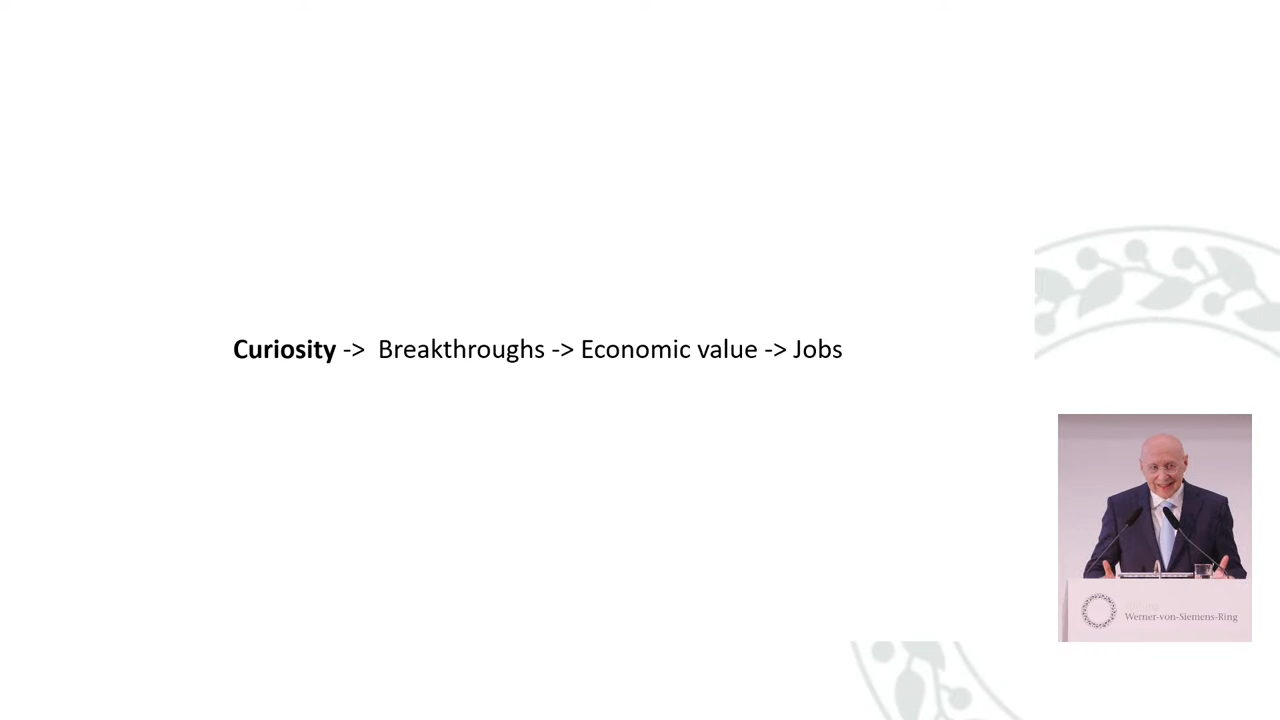 Curiosity -> Breakthroughs -> Economic value -> Jobs
Werner-von-Siemens-Ring